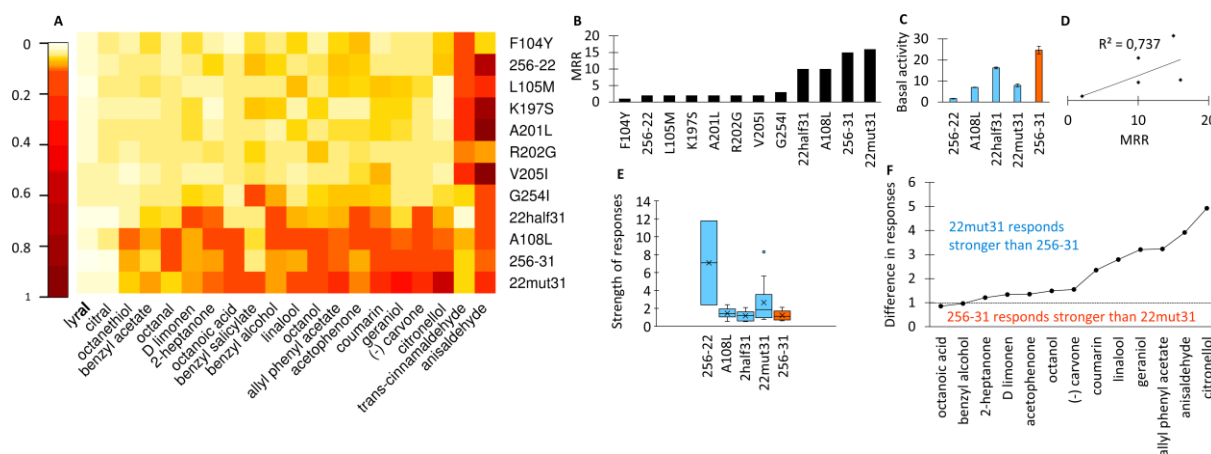 A
0
0.2
0.4
0.6
0.8
1
F104Y
256-22
L105M
K197S
A201L
R202G
V205I
G254I
22half31
A108L
256-31
22mut31
lyral
citral
octanethiol
benzyl acetate
octanal
D limonen
2-heptanone
octanoic acid
benzyl salicylate
benzyl alcohol
linalool
octanol
allyl phenyl acetate
acetophenone
coumarin
geraniol
(-) carvone
citronellol
trans-cinnamaldehyde
anisaldehyde
B
MRR
20
15
10
5
0
F104Y
256-22
L105M
K197S
A201L
R202G
V205I
G254I
22half31
A108L
256-31
22mut31
C
Basal activity
30
20
10
0
256-22
A108L
22half31
22mut31
256-31
D
R² = 0,737
0
10
20
MRR
E
Strength of responses
14
12
10
8
6
4
2
0
256-22
A108L
2half31
22mut31
256-31
F
Difference in responses
6
5
4
3
2
1
0
22mut31 responds
stronger than 256-31
256-31 responds stronger than 22mut31
octanoic acid
benzyl alcohol
2-heptanone
D limonen
acetophenone
octanol
(-) carvone
coumarin
linalool
geraniol
allyl phenyl acetate
anisaldehyde
citronellol